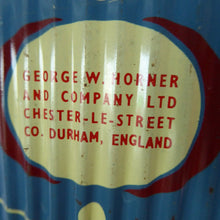 GEORGE.W.HORNER
AND COMPANY LTD
CHESTER-LE-STREET
CO. DURHAM, ENGLAND